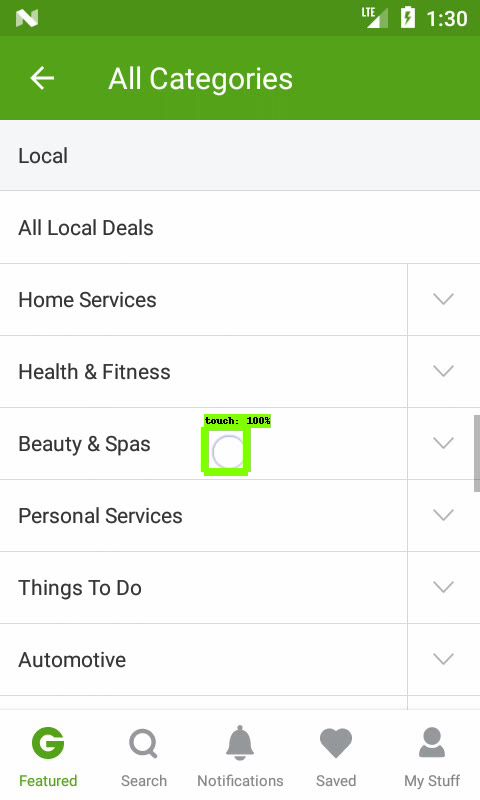 LTE 1:30
All Categories
Local
All Local Deals
Home Services
Health & Fitness
touch: 100%
Beauty & Spas
Personal Services
Things To Do
Automotive
Featured Search Notifications Saved My Stuff